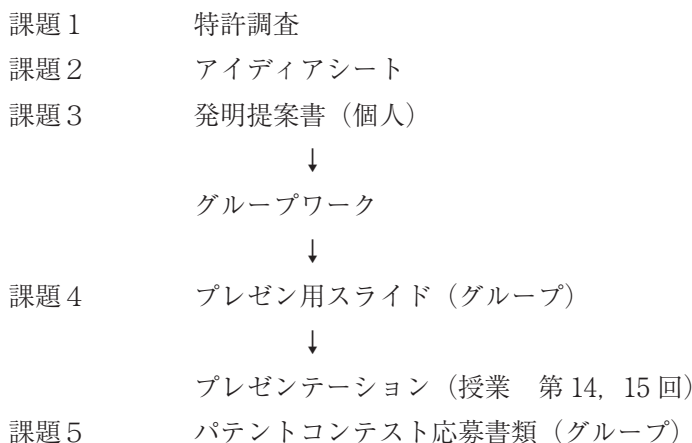 課題１　特許調査
課題２　アイディアシート
課題３　発明提案書（個人）
↓
グループワーク
↓
課題４　プレゼン用スライド（グループ）
↓
プレゼンテーション（授業　第 14，15 回）
課題５　パテントコンテスト応募書類（グループ）